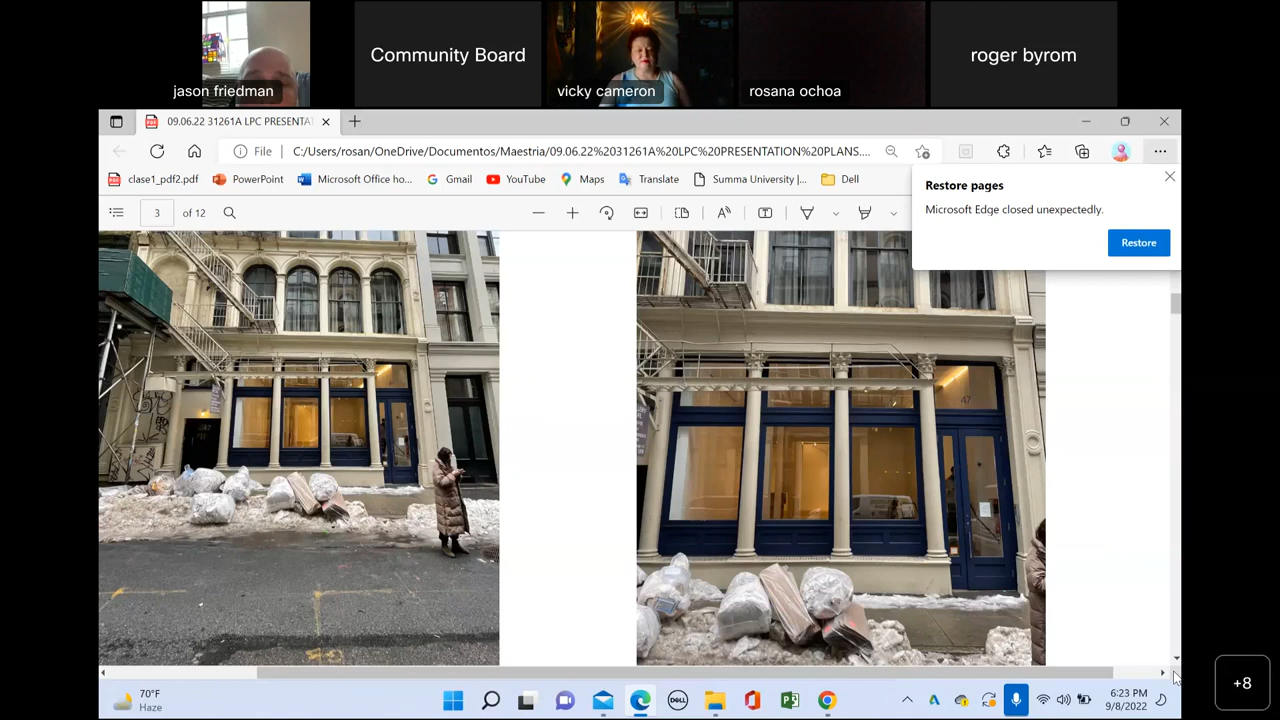 Community Board
roger byrom
jason friedman
vicky cameron
rosana ochoa
09.06.22 31261A LPC PRESENTA
File
C:/Users/rosan/OneDrive/Documentos/Maestria/09.06.22%2031261A%20LPC%20PRESENTATION%20PLANS....
clase1_pdf2.pdf
PowerPoint
Microsoft Office ho...
Gmail
YouTube
Maps
Translate
Summa University |...
Dell
Restore pages
Microsoft Edge closed unexpectedly.
Restore
3 of 12
47
+8
70°F
Haze
DELL
6:23 PM
9/8/2022